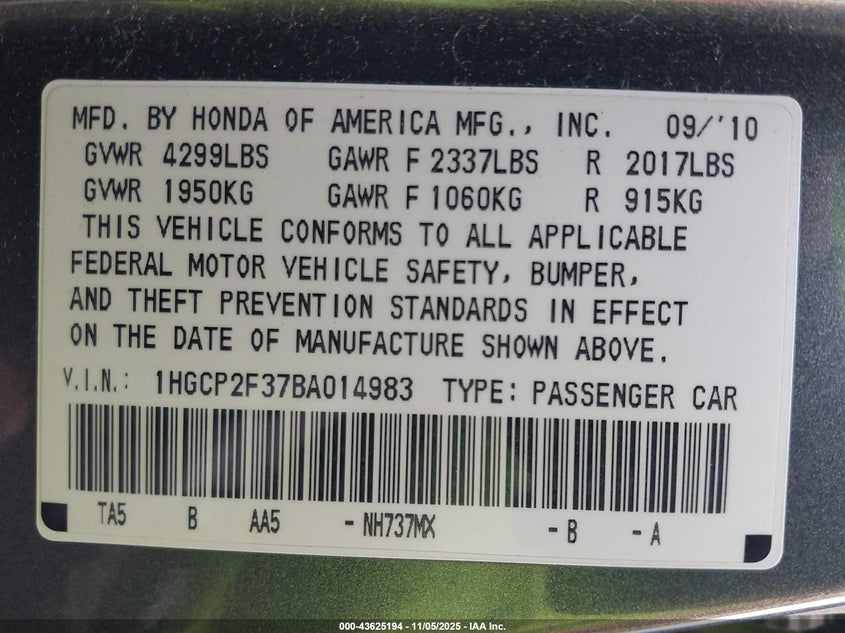 MFD. BY HONDA OF AMERICA MFG., INC. 09/'10
GVWR 4299LBS GAWR F 2337LBS R 2017LBS
GVWR 1950KG GAWR F 1060KG R 915KG
THIS VEHICLE CONFORMS TO ALL APPLICABLE
FEDERAL MOTOR VEHICLE SAFETY, BUMPER,
AND THEFT PREVENTION STANDARDS IN EFFECT
ON THE DATE OF MANUFACTURE SHOWN ABOVE.
V.I.N.: 1HGCP2F37BA014983 TYPE: PASSENGER CAR
TA5 B AA5 - NH737MX - B - A
000-43625194 - 11/05/2025 - IAA Inc.